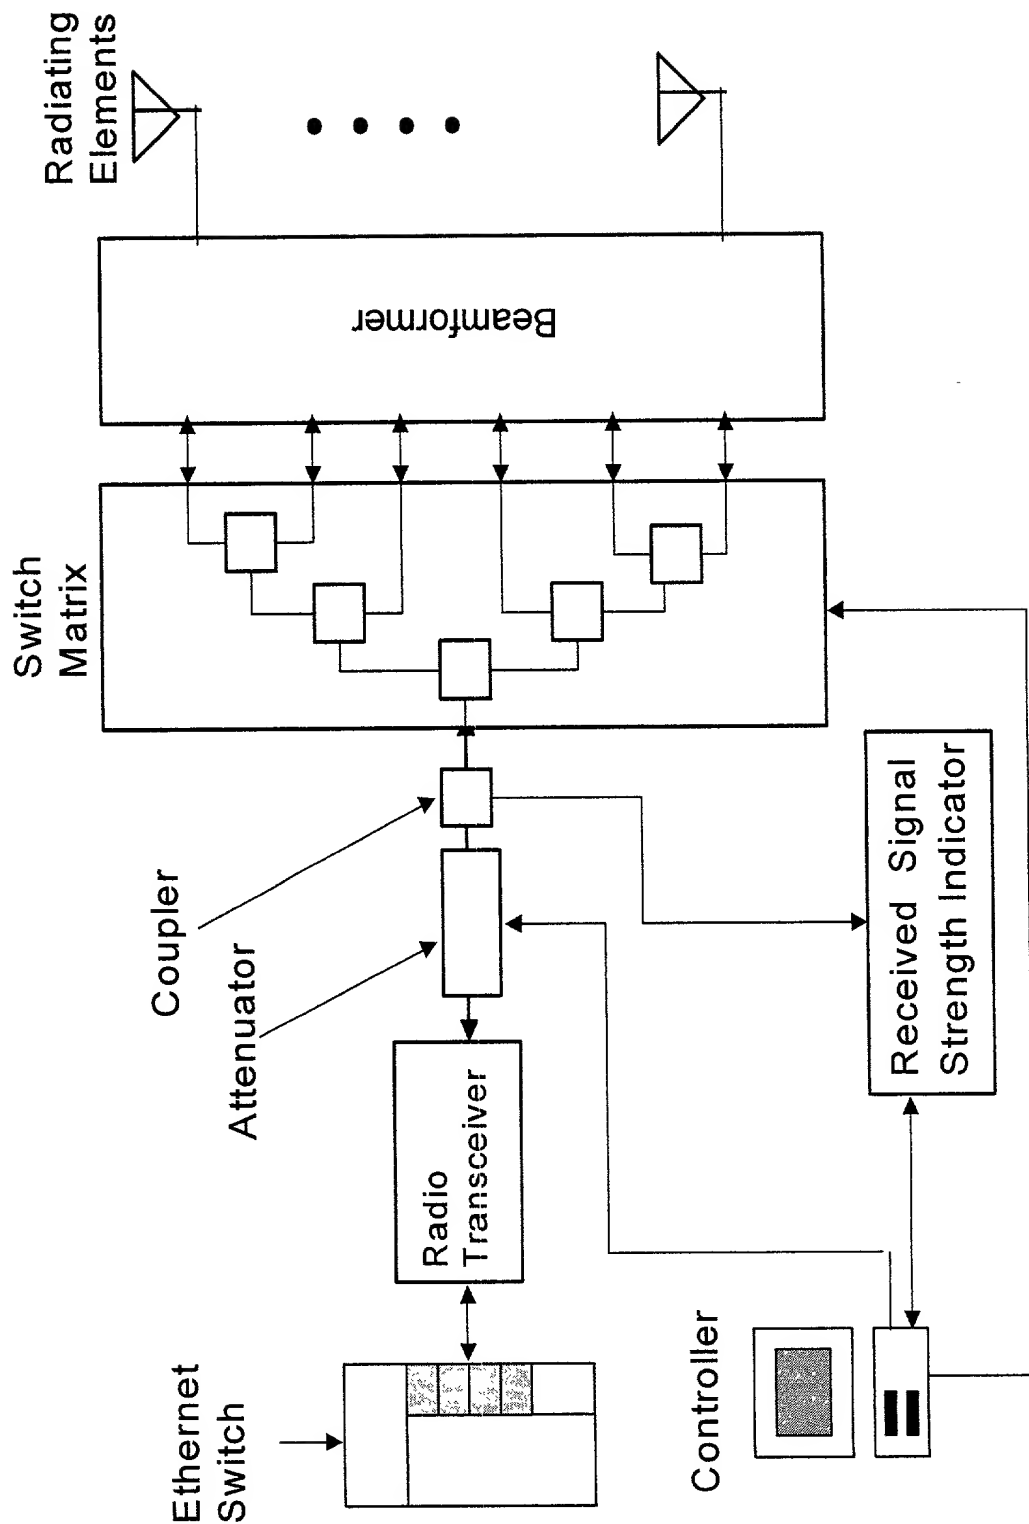 Radiating
Elements
Beamformer
Switch
Matrix
Coupler
Attenuator
Radio
Transceiver
Received Signal
Strength Indicator
Ethernet
Switch
Controller